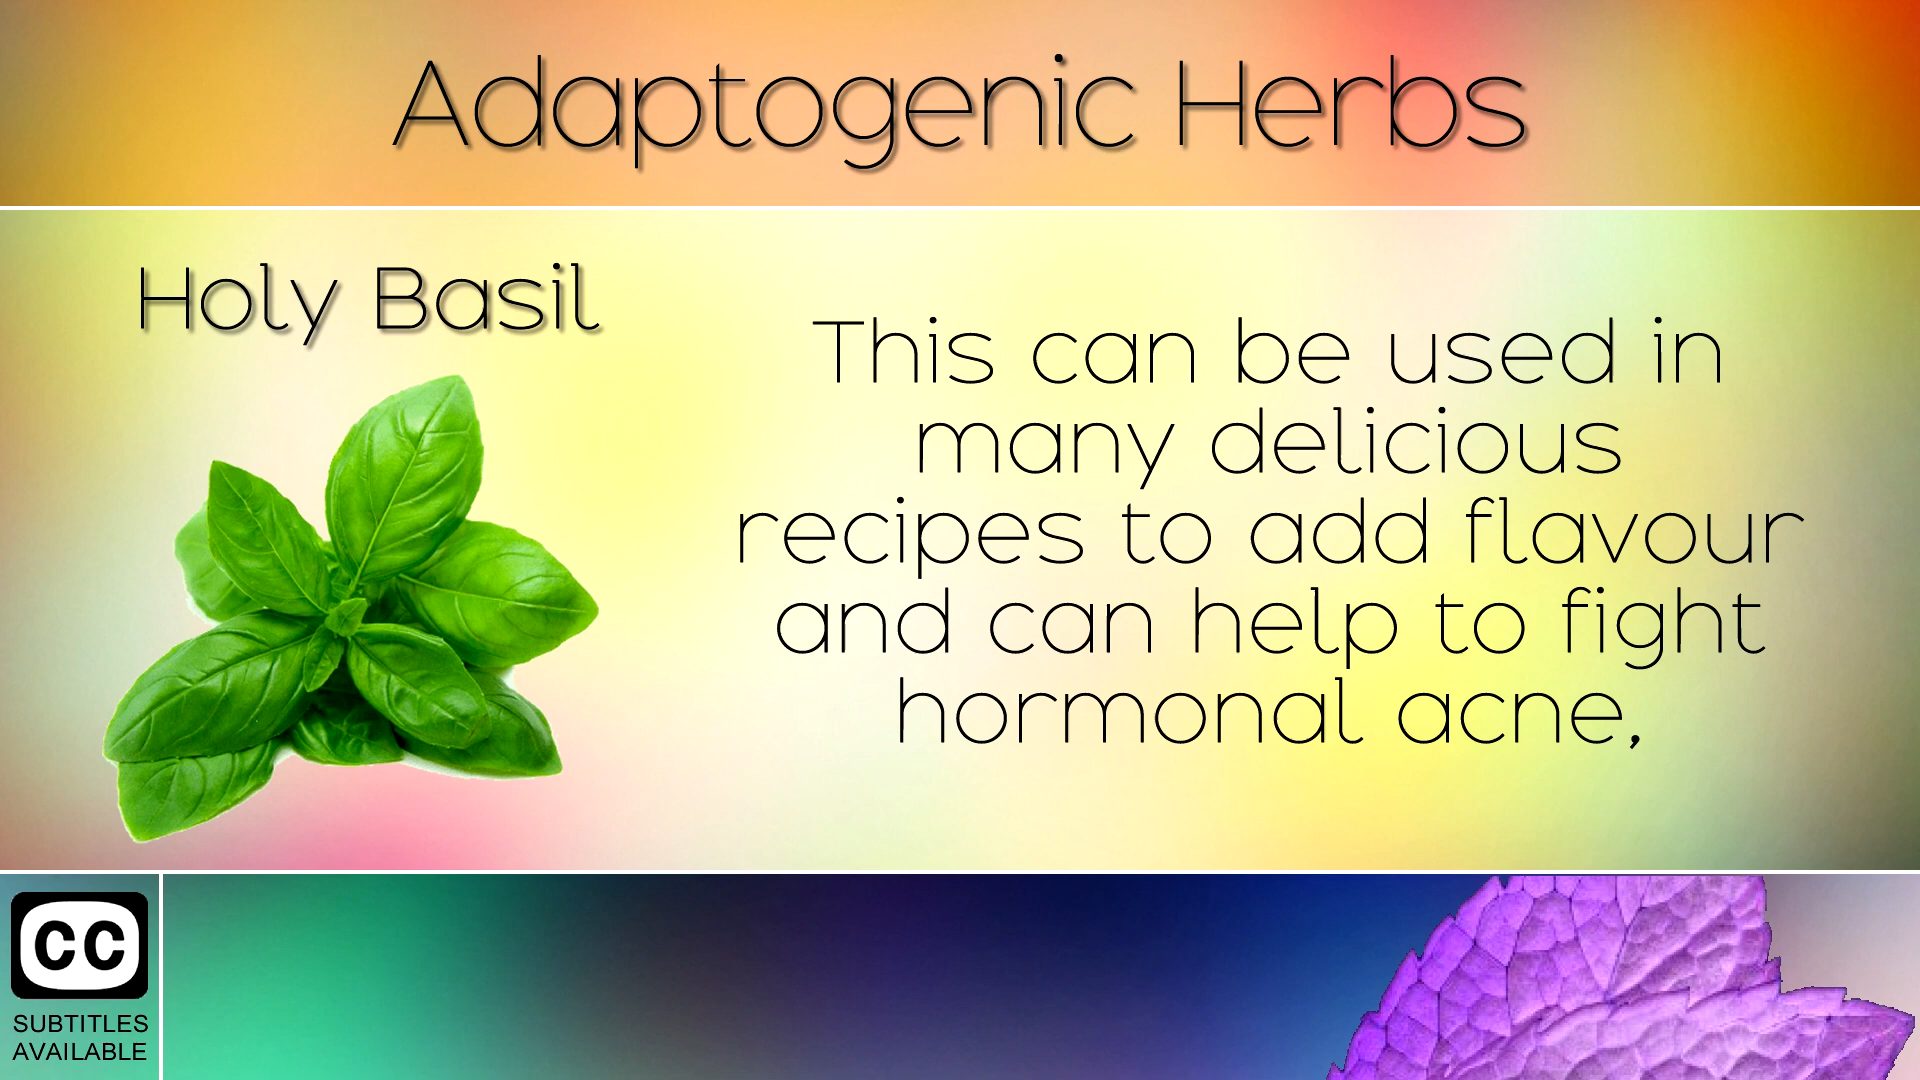 Adaptogenic Herbs
Holy Basil
This can be used in
many delicious
recipes to add flavour
and can help to fight
hormonal acne,
CC
SUBTITLES
AVAILABLE